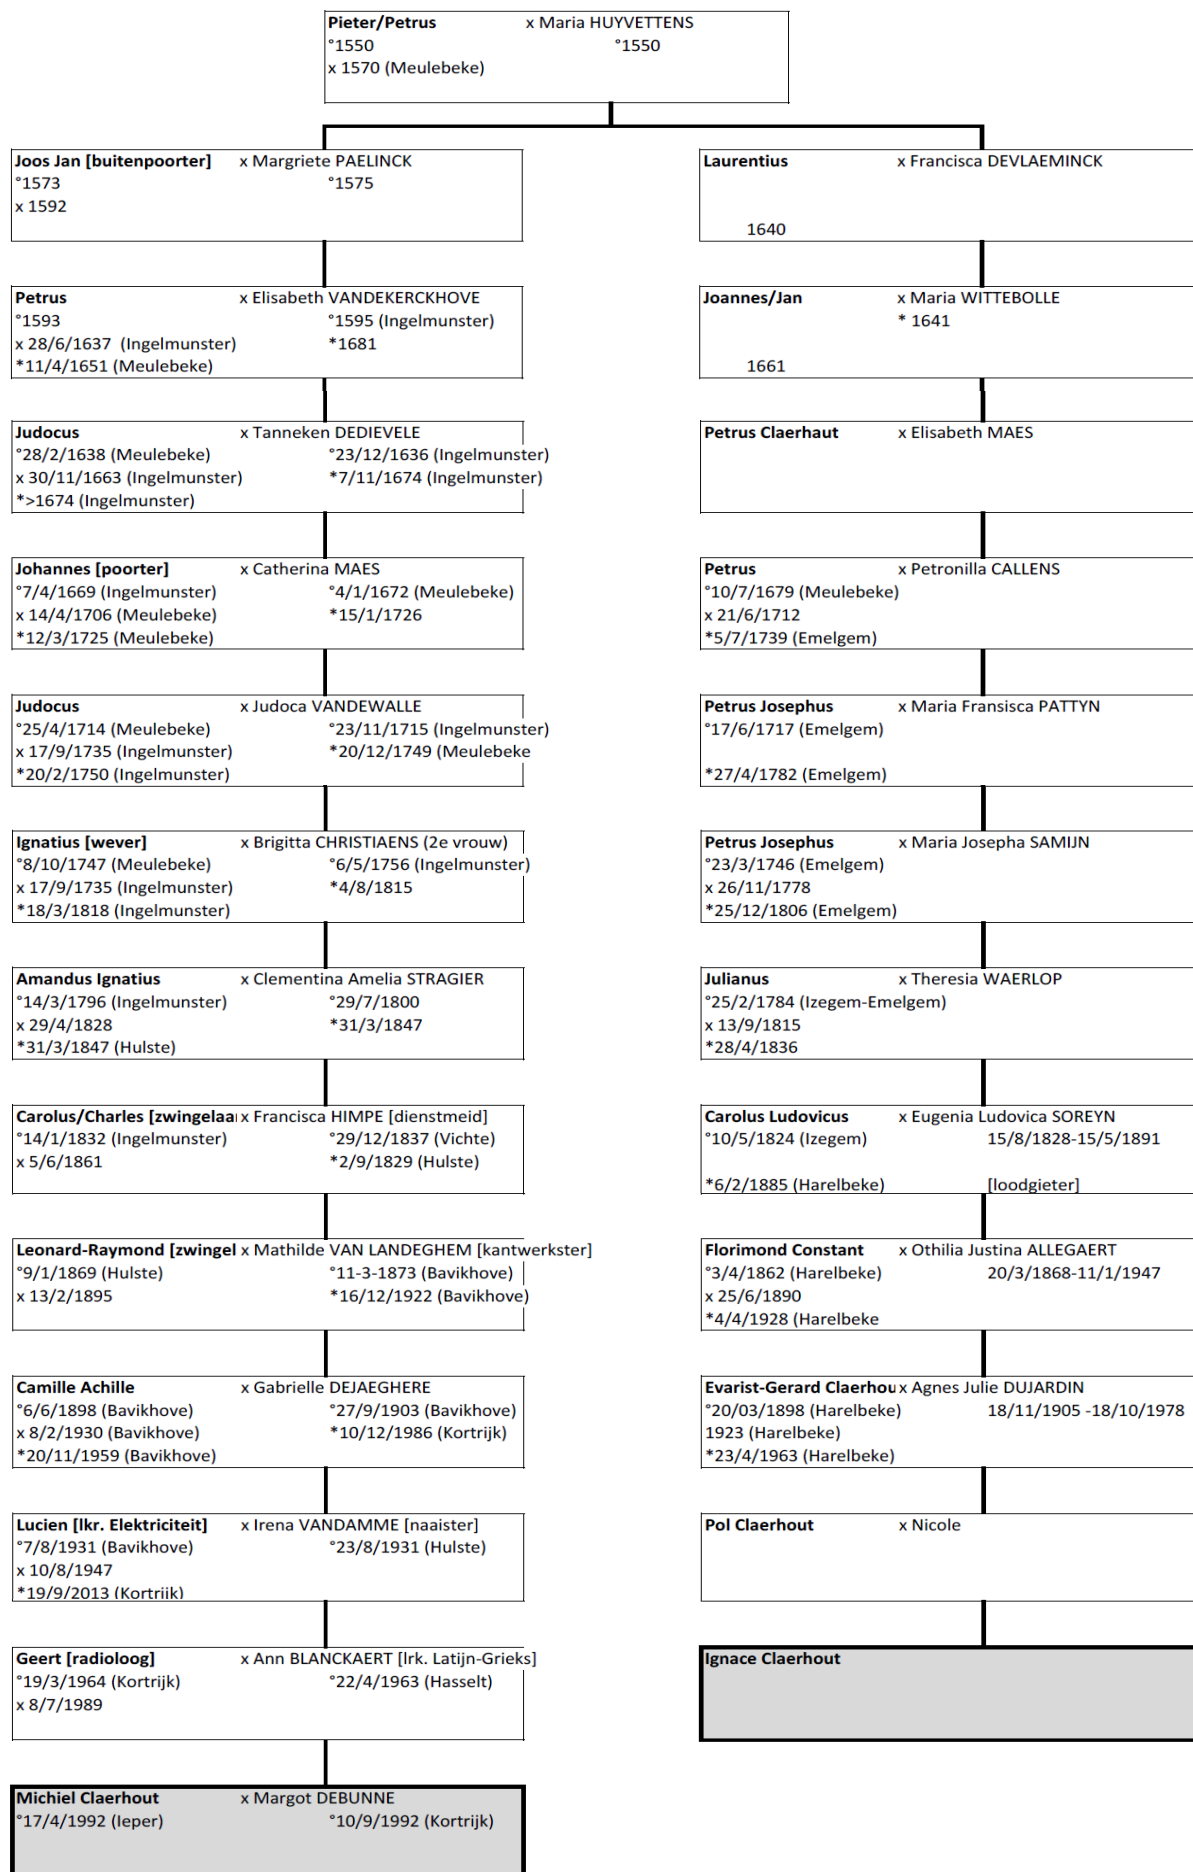 Pieter/Petrus x Maria HUYVETTENS
°1550 °1550
x 1570 (Meulebeke)
Joos Jan [buitenpoorter] x Margriete PAELINCK
°1573 °1575
x 1592
Petrus x Elisabeth VANDEKERCKHOVE
°1593 °1595 (Ingelmunster)
x 28/6/1637 (Ingelmunster) *1681
*11/4/1651 (Meulebeke)
Judocus x Tanneken DEDIEVELE
°28/2/1638 (Meulebeke) °23/12/1636 (Ingelmunster)
x 30/11/1663 (Ingelmunster) *7/11/1674 (Ingelmunster)
*>1674 (Ingelmunster)
Johannes [poorter] x Catherina MAES
°7/4/1669 (Ingelmunster) °4/1/1672 (Meulebeke)
x 14/4/1706 (Meulebeke) *15/1/1726
*12/3/1725 (Meulebeke)
Judocus x Judoca VANDEWALLE
°25/4/1714 (Meulebeke) °23/11/1715 (Ingelmunster)
x 17/9/1735 (Ingelmunster) *20/12/1749 (Meulebeke
*20/2/1750 (Ingelmunster)
Ignatius [wever] x Brigitta CHRISTIAENS (2e vrouw)
°8/10/1747 (Meulebeke) °6/5/1756 (Ingelmunster)
x 17/9/1735 (Ingelmunster) *4/8/1815
*18/3/1818 (Ingelmunster)
Amandus Ignatius x Clementina Amelia STRAGIER
°14/3/1796 (Ingelmunster) °29/7/1800
x 29/4/1828 *31/3/1847
*31/3/1847 (Hulste)
Carolus/Charles [zwingelaa x Francisca HIMPE [dienstmeid]
°14/1/1832 (Ingelmunster) °29/12/1837 (Vichte)
x 5/6/1861 *2/9/1829 (Hulste)
Leonard-Raymond [zwingel x Mathilde VAN LANDEGHEM [kantwerkster]
°9/1/1869 (Hulste) °11-3-1873 (Bavikhove)
x 13/2/1895 *16/12/1922 (Bavikhove)
Camille Achille x Gabrielle DEJAEGHERE
°6/6/1898 (Bavikhove) °27/9/1903 (Bavikhove)
x 8/2/1930 (Bavikhove) *10/12/1986 (Kortrijk)
*20/11/1959 (Bavikhove)
Lucien [lkr. Elektriciteit] x Irena VANDAMME [naaister]
°7/8/1931 (Bavikhove) °23/8/1931 (Hulste)
x 10/8/1947
*19/9/2013 (Kortrijk)
Geert [radioloog] x Ann BLANCKAERT [lrk. Latijn-Grieks]
°19/3/1964 (Kortrijk) °22/4/1963 (Hasselt)
x 8/7/1989
Michiel Claerhout x Margot DEBUNNE
°17/4/1992 (Ieper) °10/9/1992 (Kortrijk)
Laurentius x Francisca DEVLAEMINCK
1640
Joannes/Jan x Maria WITTEBOLLE
* 1641
1661
Petrus Claerhaut x Elisabeth MAES
Petrus x Petronilla CALLENS
°10/7/1679 (Meulebeke)
x 21/6/1712
*5/7/1739 (Emelgem)
Petrus Josephus x Maria Fransisca PATTYN
°17/6/1717 (Emelgem)
*27/4/1782 (Emelgem)
Petrus Josephus x Maria Josepha SAMIJN
°23/3/1746 (Emelgem)
x 26/11/1778
*25/12/1806 (Emelgem)
Julianus x Theresia WAERLOP
°25/2/1784 (Izegem-Emelgem)
x 13/9/1815
*28/4/1836
Carolus Ludovicus x Eugenia Ludovica SOREYN
°10/5/1824 (Izegem) 15/8/1828-15/5/1891
*6/2/1885 (Harelbeke) [loodgieter]
Florimond Constant x Othilia Justina ALLEGAERT
°3/4/1862 (Harelbeke) 20/3/1868-11/1/1947
x 25/6/1890
*4/4/1928 (Harelbeke
Evarist-Gerard Claerhou x Agnes Julie DUJARDIN
°20/03/1898 (Harelbeke) 18/11/1905 -18/10/1978
1923 (Harelbeke)
*23/4/1963 (Harelbeke)
Pol Claerhout x Nicole
Ignace Claerhout